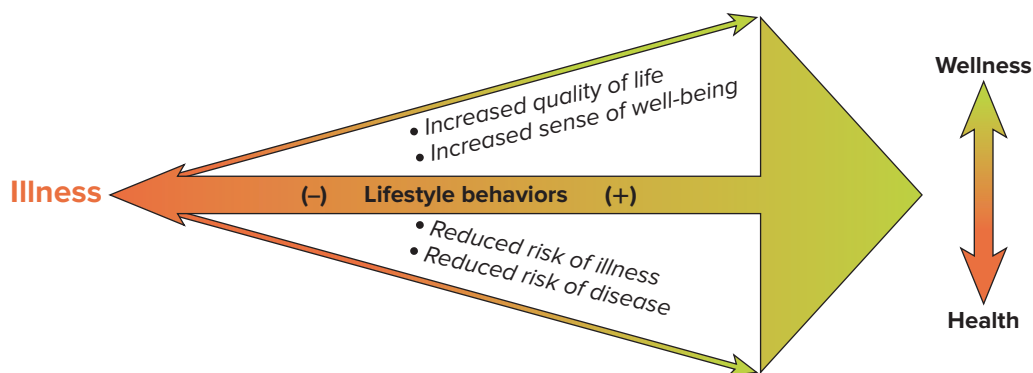 Wellness
• Increased quality of life
• Increased sense of well-being
Illness
(–) Lifestyle behaviors (+)
• Reduced risk of illness
• Reduced risk of disease
Health